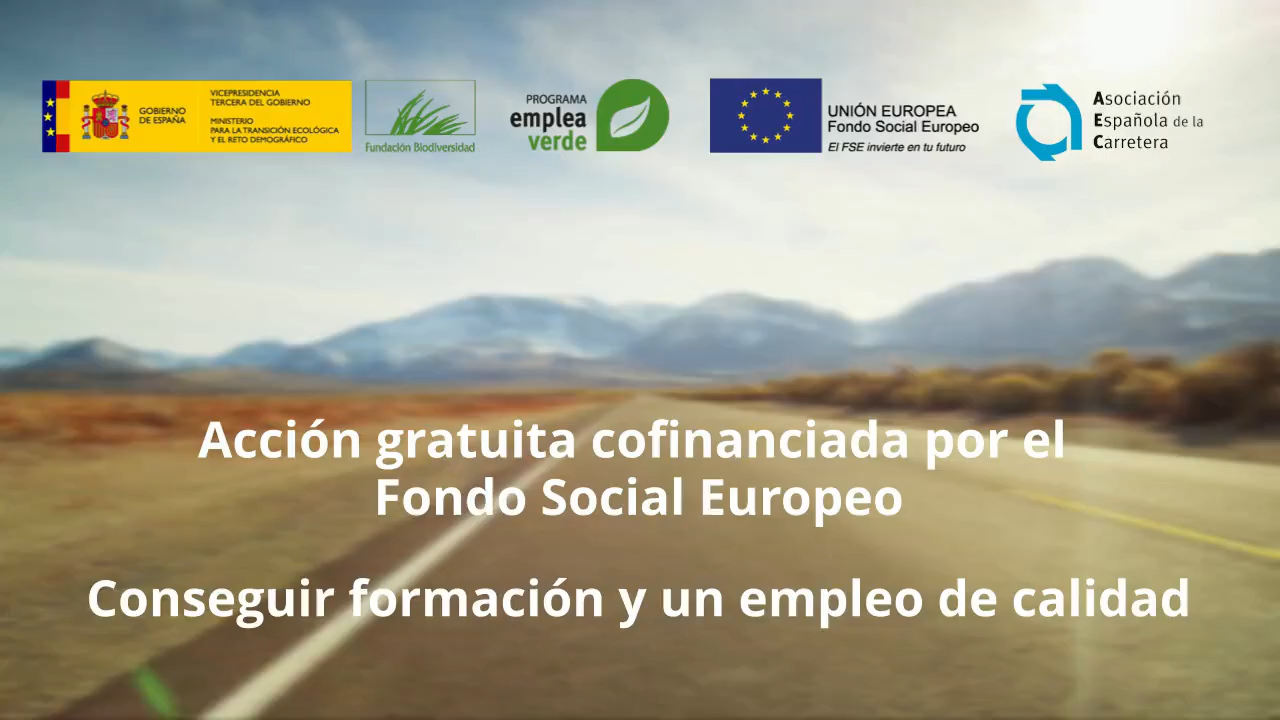 GOBIERNO
DE ESPAÑA
VICEPRESIDENCIA
TERCERA DEL GOBIERNO
MINISTERIO
PARA LA TRANSICIÓN ECOLÓGICA
Y EL RETO DEMOGRÁFICO
Fundación Biodiversidad
PROGRAMA
emplea
verde
UNIÓN EUROPEA
Fondo Social Europeo
El FSE invierte en tu futuro
Asociación
Española de la
Carretera
Acción gratuita cofinanciada por el
Fondo Social Europeo
Conseguir formación y un empleo de calidad